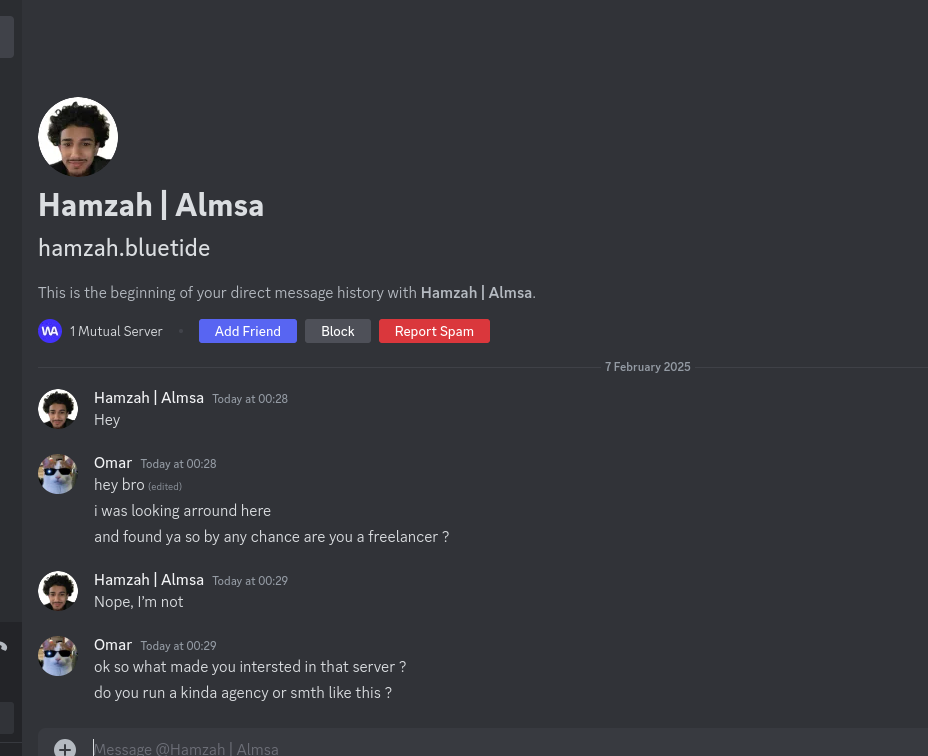 Hamzah | Almsa
hamzah.bluetide
This is the beginning of your direct message history with Hamzah | Almsa.
WA 1 Mutual Server • Add Friend Block Report Spam
7 February 2025
Hamzah | Almsa Today at 00:28
Hey
Omar Today at 00:28
hey bro (edited)
i was looking arround here
and found ya so by any chance are you a freelancer ?
Hamzah | Almsa Today at 00:29
Nope, I'm not
Omar Today at 00:29
ok so what made you intersted in that server ?
do you run a kinda agency or smth like this ?
Message @Hamzah | Almsa